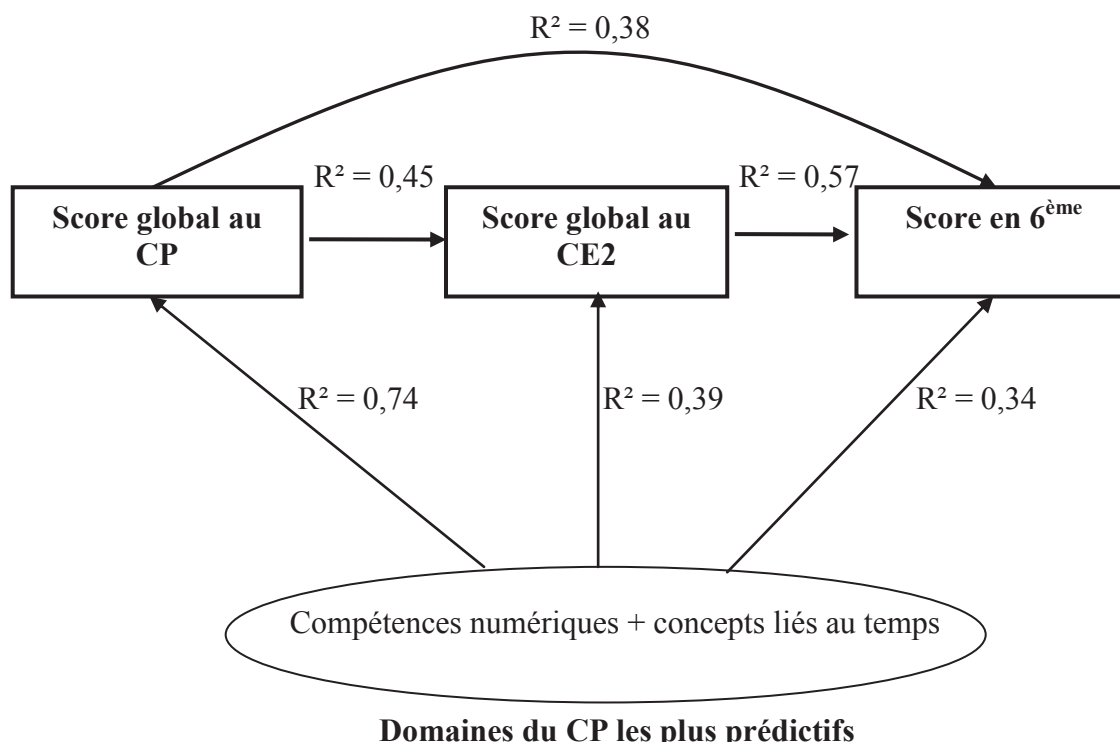 R² = 0,38
R² = 0,45
R² = 0,57
Score global au
CP
Score global au
CE2
Score en 6ème
R² = 0,74
R² = 0,39
R² = 0,34
Compétences numériques + concepts liés au temps
Domaines du CP les plus prédictifs